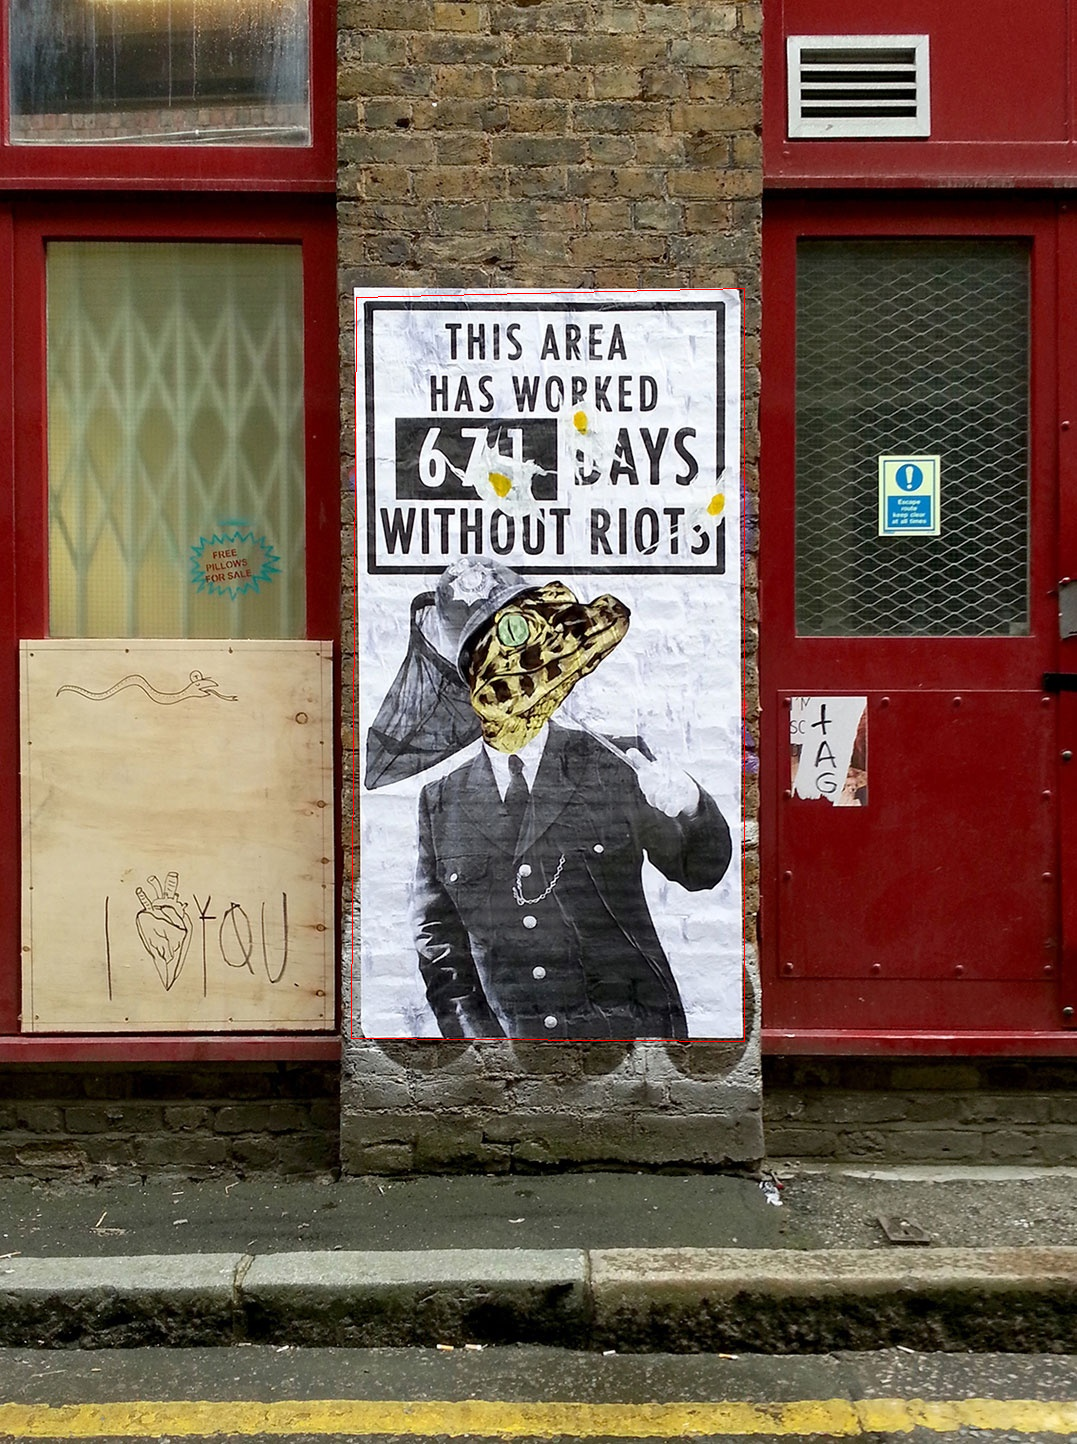 THIS AREA
HAS WORKED
671 DAYS
WITHOUT RIOTS
FREE
PILLOWS
FOR SALE
I YOU.
Escape
route
keep clear
at all times
tAG